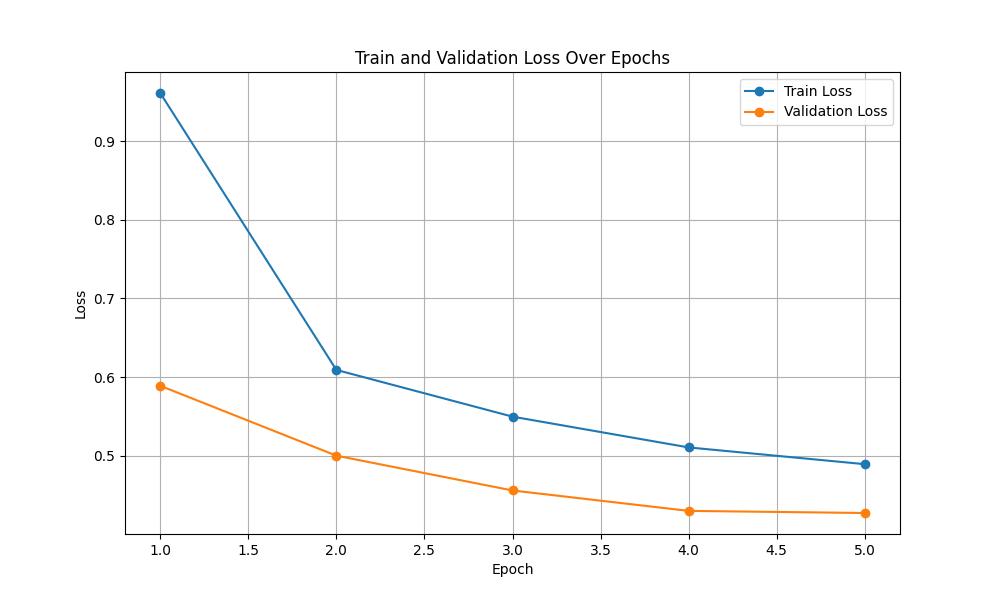 Train and Validation Loss Over Epochs
Train Loss
Validation Loss
0.9
0.8
0.7
0.6
0.5
Loss
1.0 1.5 2.0 2.5 3.0 3.5 4.0 4.5 5.0
Epoch